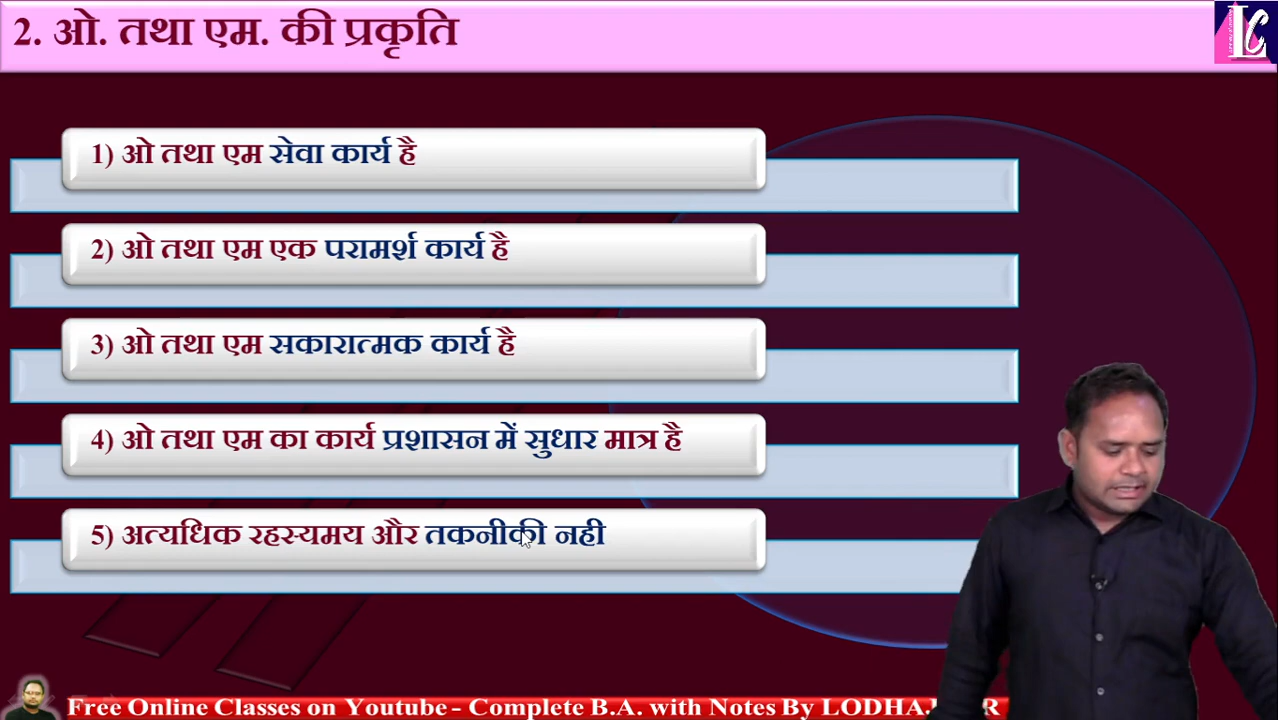 2. ओ. तथा एम. की प्रकृति
LC
1) ओ तथा एम सेवा कार्य है
2) ओ तथा एम एक परामर्श कार्य है
3) ओ तथा एम सकारात्मक कार्य है
4) ओ तथा एम का कार्य प्रशासन में सुधार मात्र है
5) अत्यधिक रहस्यमय और तकनीकी नही
Free Online Classes on Youtube - Complete B.A. with Notes By